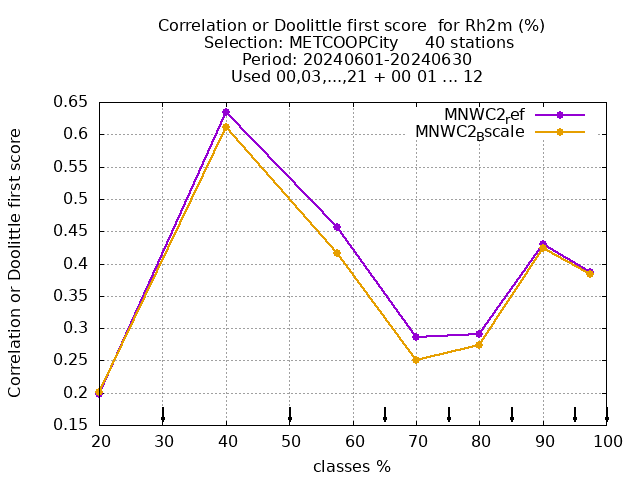 Correlation or Doolittle first score  for Rh2m (%)
Selection: METCOOPCity     40 stations
Period: 20240601-20240630
Used 00,03,...,21 + 00 01 ... 12
MNWC2ref
MNWC2Bscale
Correlation or Doolittle first score
0.65
0.6
0.55
0.5
0.45
0.4
0.35
0.3
0.25
0.2
0.15
20 30 40 50 60 70 80 90 100
classes %